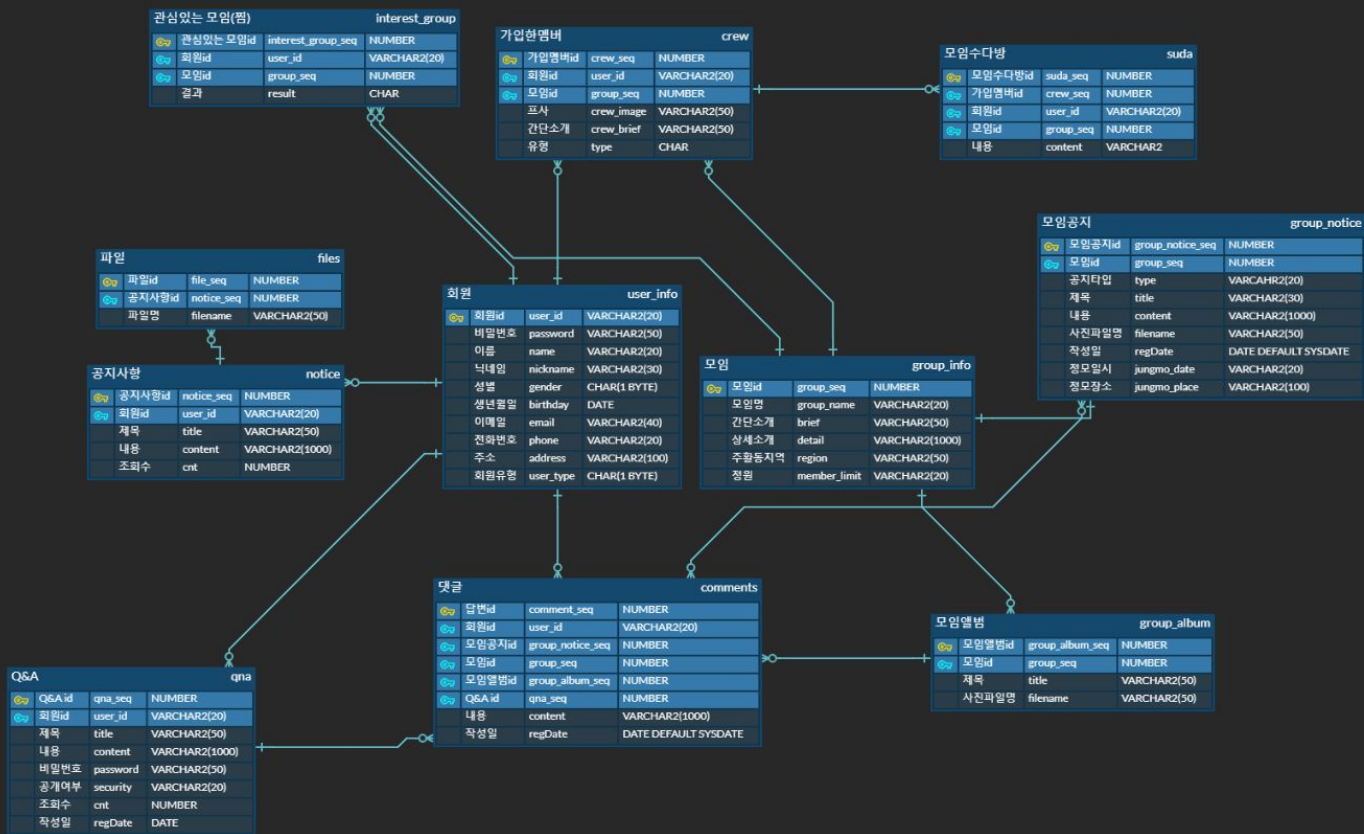 관심있는 모임(찜) interest_group
관심있는 모임id interest_group_seq NUMBER
회원id user_id VARCHAR2(20)
모임id group_seq NUMBER
결과 result CHAR
가입한멤버 crew
가입멤버id crew_seq NUMBER
회원id user_id VARCHAR2(20)
모임id group_seq NUMBER
프사 crew_image VARCHAR2(50)
간단소개 crew_brief VARCHAR2(50)
유형 type CHAR
모임수다방 suda
모임수다방id suda_seq NUMBER
가입멤버id crew_seq NUMBER
회원id user_id VARCHAR2(20)
모임id group_seq NUMBER
내용 content VARCHAR2
모임공지 group_notice
모임공지id group_notice_seq NUMBER
모임id group_seq NUMBER
공지타입 type VARCAHR2(20)
제목 title VARCHAR2(30)
내용 content VARCHAR2(1000)
사진파일명 filename VARCHAR2(50)
작성일 regDate DATE DEFAULT SYSDATE
정모일시 jungmo_date VARCHAR2(20)
정모장소 jungmo_place VARCHAR2(100)
파일 files
파일id file_seq NUMBER
공지사항id notice_seq NUMBER
파일명 filename VARCHAR2(50)
회원 user_info
회원id user_id VARCHAR2(20)
비밀번호 password VARCHAR2(50)
이름 name VARCHAR2(20)
닉네임 nickname VARCHAR2(30)
성별 gender CHAR(1 BYTE)
생년월일 birthday DATE
이메일 email VARCHAR2(40)
전화번호 phone VARCHAR2(20)
주소 address VARCHAR2(100)
회원유형 user_type CHAR(1 BYTE)
공지사항 notice
공지사항id notice_seq NUMBER
회원id user_id VARCHAR2(20)
제목 title VARCHAR2(50)
내용 content VARCHAR2(1000)
조회수 cnt NUMBER
모임 group_info
모임id group_seq NUMBER
모임명 group_name VARCHAR2(20)
간단소개 brief VARCHAR2(50)
상세소개 detail VARCHAR2(1000)
주활동지역 region VARCHAR2(50)
정원 member_limit VARCHAR2(20)
댓글 comments
답변id comment_seq NUMBER
회원id user_id VARCHAR2(20)
모임공지id group_notice_seq NUMBER
모임id group_seq NUMBER
모임앨범id group_album_seq NUMBER
Q&A id qna_seq NUMBER
내용 content VARCHAR2(1000)
작성일 regDate DATE DEFAULT SYSDATE
모임앨범 group_album
모임앨범id group_album_seq NUMBER
모임id group_seq NUMBER
제목 title VARCHAR2(50)
사진파일명 filename VARCHAR2(50)
Q&A qna
Q&A id qna_seq NUMBER
회원id user_id VARCHAR2(20)
제목 title VARCHAR2(50)
내용 content VARCHAR2(1000)
비밀번호 password VARCHAR2(50)
공개여부 security VARCHAR2(20)
조회수 cnt NUMBER
작성일 regDate DATE